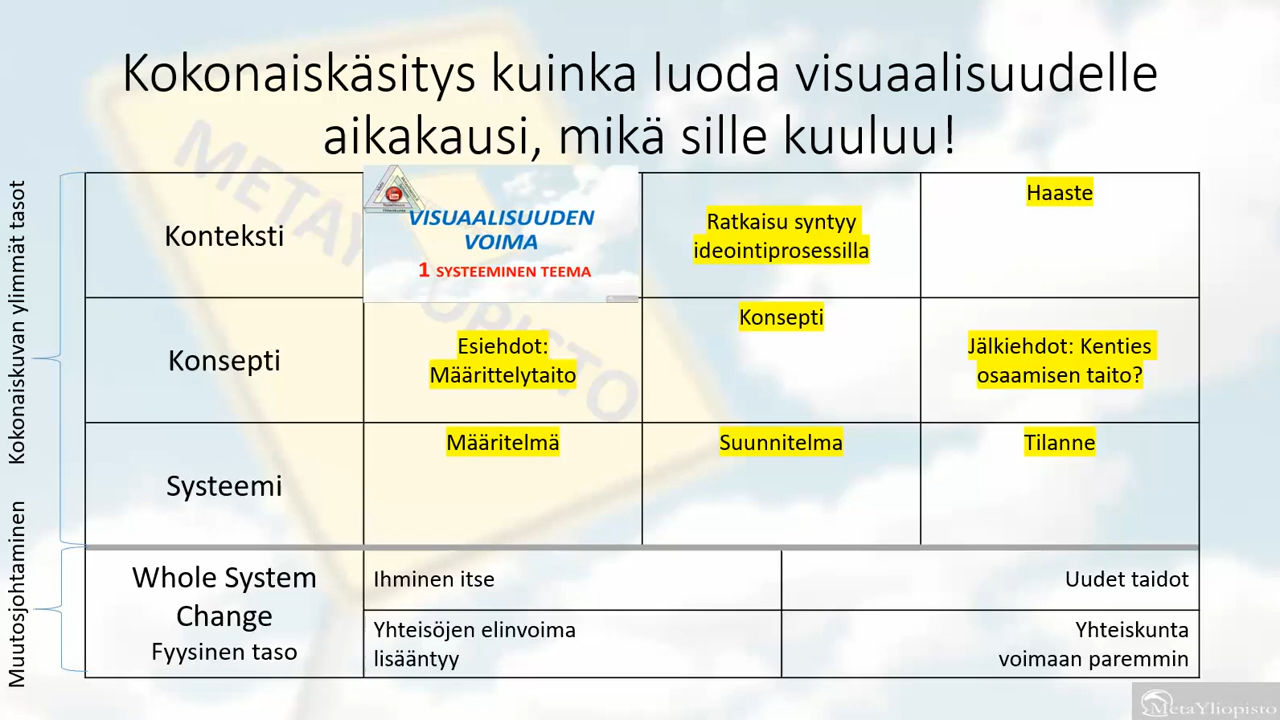 Kokonaiskäsitys kuinka luoda visuaalisuudelle
aikakausi, mikä sille kuuluu!
Kokonaiskuvan ylimmät tasot
Konteksti
VISUAALISUUDEN
VOIMA
1 SYSTEEMINEN TEEMA
Ratkaisu syntyy
ideointiprosessilla
Haaste
Konsepti
Esiehdot:
Määrittelytaito
Konsepti
Jälkiehdot: Kenties
osaamisen taito?
Systeemi
Määritelmä
Suunnitelma
Tilanne
Muutosjohtaminen
Whole System
Change
Fyysinen taso
Ihminen itse
Uudet taidot
Yhteisöjen elinvoima
lisääntyy
Yhteiskunta
voimaan paremmin
METAYLIOPISTO
MetaYliopisto